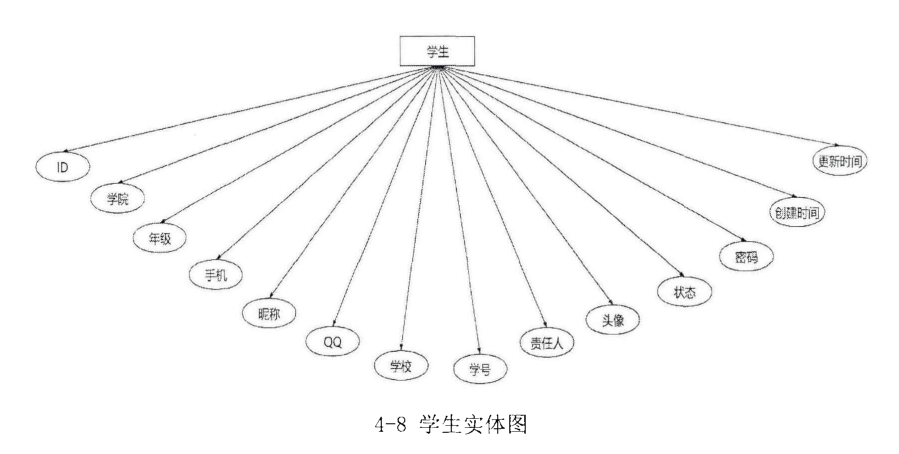 学生
ID
学院
年级
手机
昵称
QQ
学校
学号
责任人
头像
状态
密码
创建时间
更新时间
4-8 学生实体图